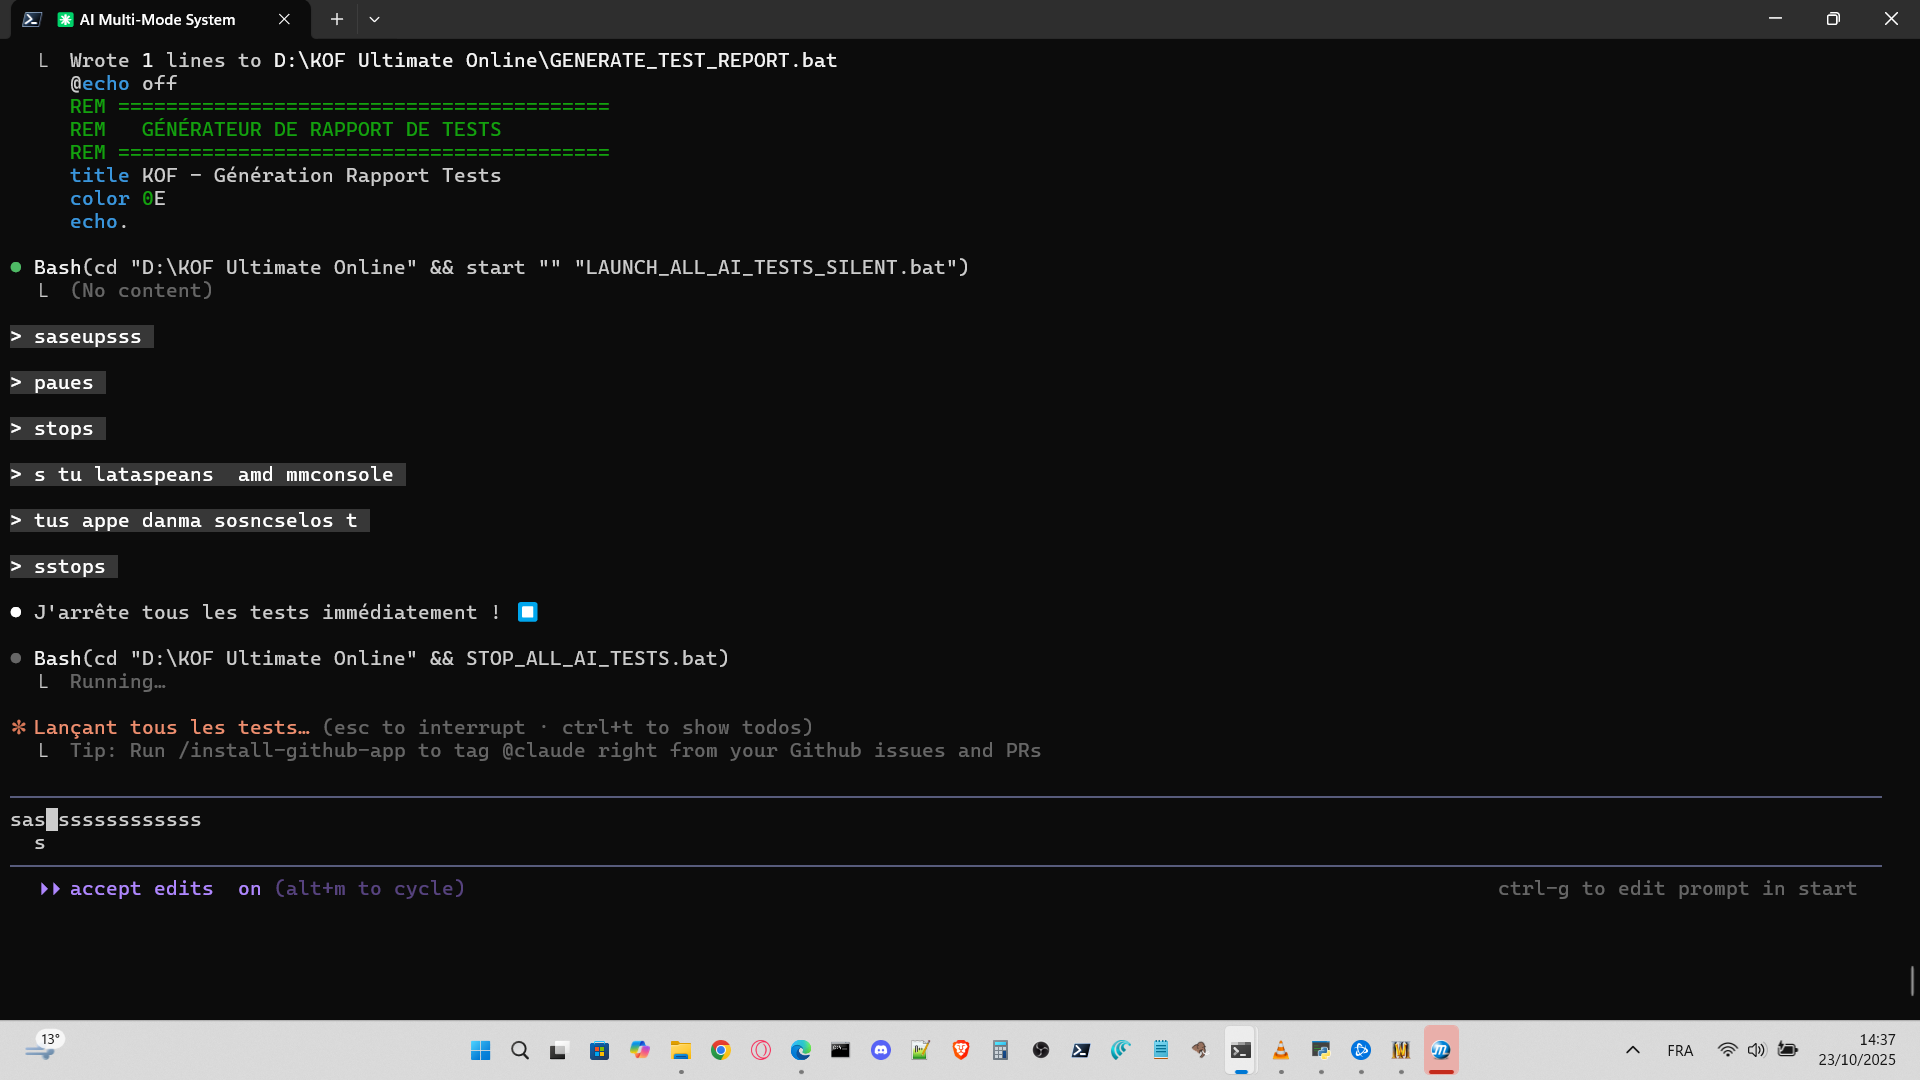 AI Multi-Mode System
└ Wrote 1 lines to D:\KOF Ultimate Online\GENERATE_TEST_REPORT.bat
@echo off
REM =========================================
REM   GÉNÉRATEUR DE RAPPORT DE TESTS
REM =========================================
title KOF - Génération Rapport Tests
color 0E
echo.
● Bash(cd "D:\KOF Ultimate Online" && start "" "LAUNCH_ALL_AI_TESTS_SILENT.bat")
└ (No content)
> saseupsss
> paues
> stops
> s tu lataspeans  amd mmconsole
> tus appe danma sosncselos t
> sstops
● J'arrête tous les tests immédiatement !
● Bash(cd "D:\KOF Ultimate Online" && STOP_ALL_AI_TESTS.bat)
└ Running…
✻ Lançant tous les tests… (esc to interrupt · ctrl+t to show todos)
└ Tip: Run /install-github-app to tag @claude right from your Github issues and PRs
sas ssssssssssss
s
accept edits  on (alt+m to cycle)
ctrl-g to edit prompt in start
13°
FRA
14:37
23/10/2025